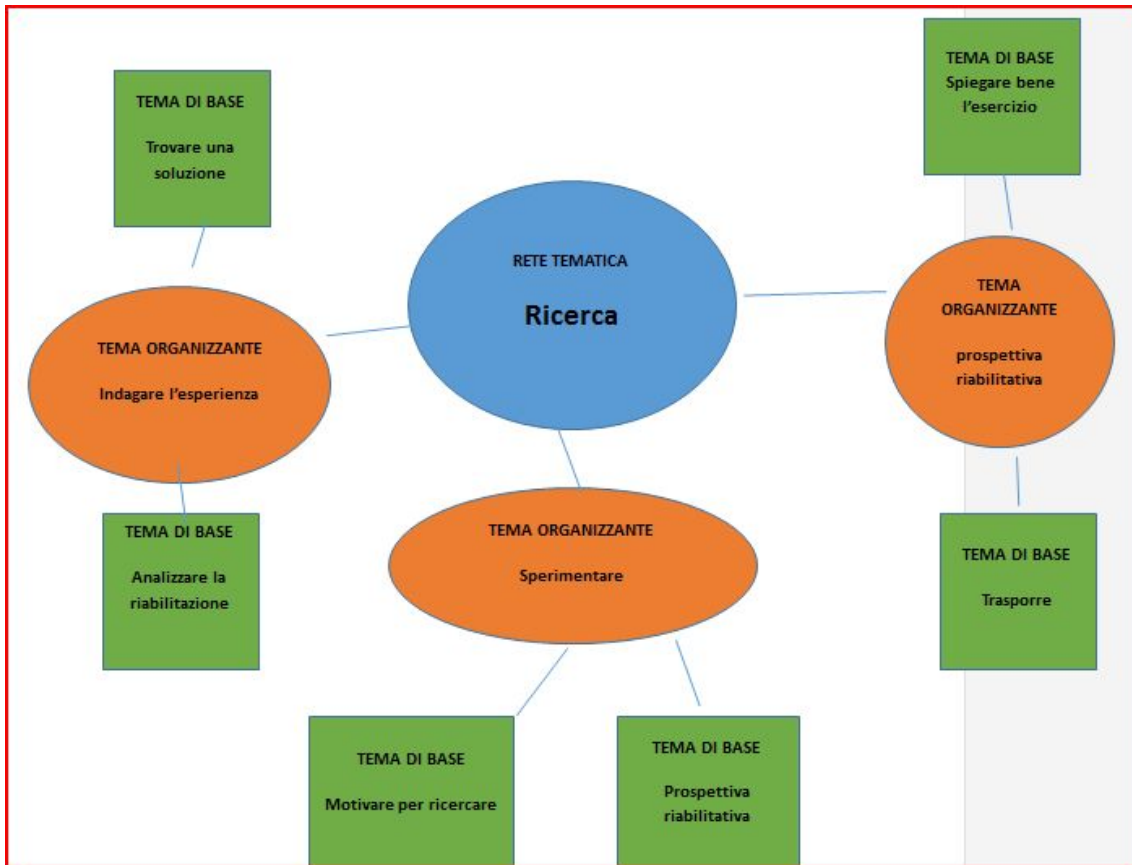 TEMA DI BASE
Trovare una
soluzione
TEMA DI BASE
Spiegare bene
l'esercizio
RETE TEMATICA
Ricerca
TEMA ORGANIZZANTE
Indagare l'esperienza
TEMA
ORGANIZZANTE
prospettiva
riabilitativa
TEMA DI BASE
Analizzare la
riabilitazione
TEMA ORGANIZZANTE
Sperimentare
TEMA DI BASE
Trasporre
TEMA DI BASE
Motivare per ricercare
TEMA DI BASE
Prospettiva
riabilitativa